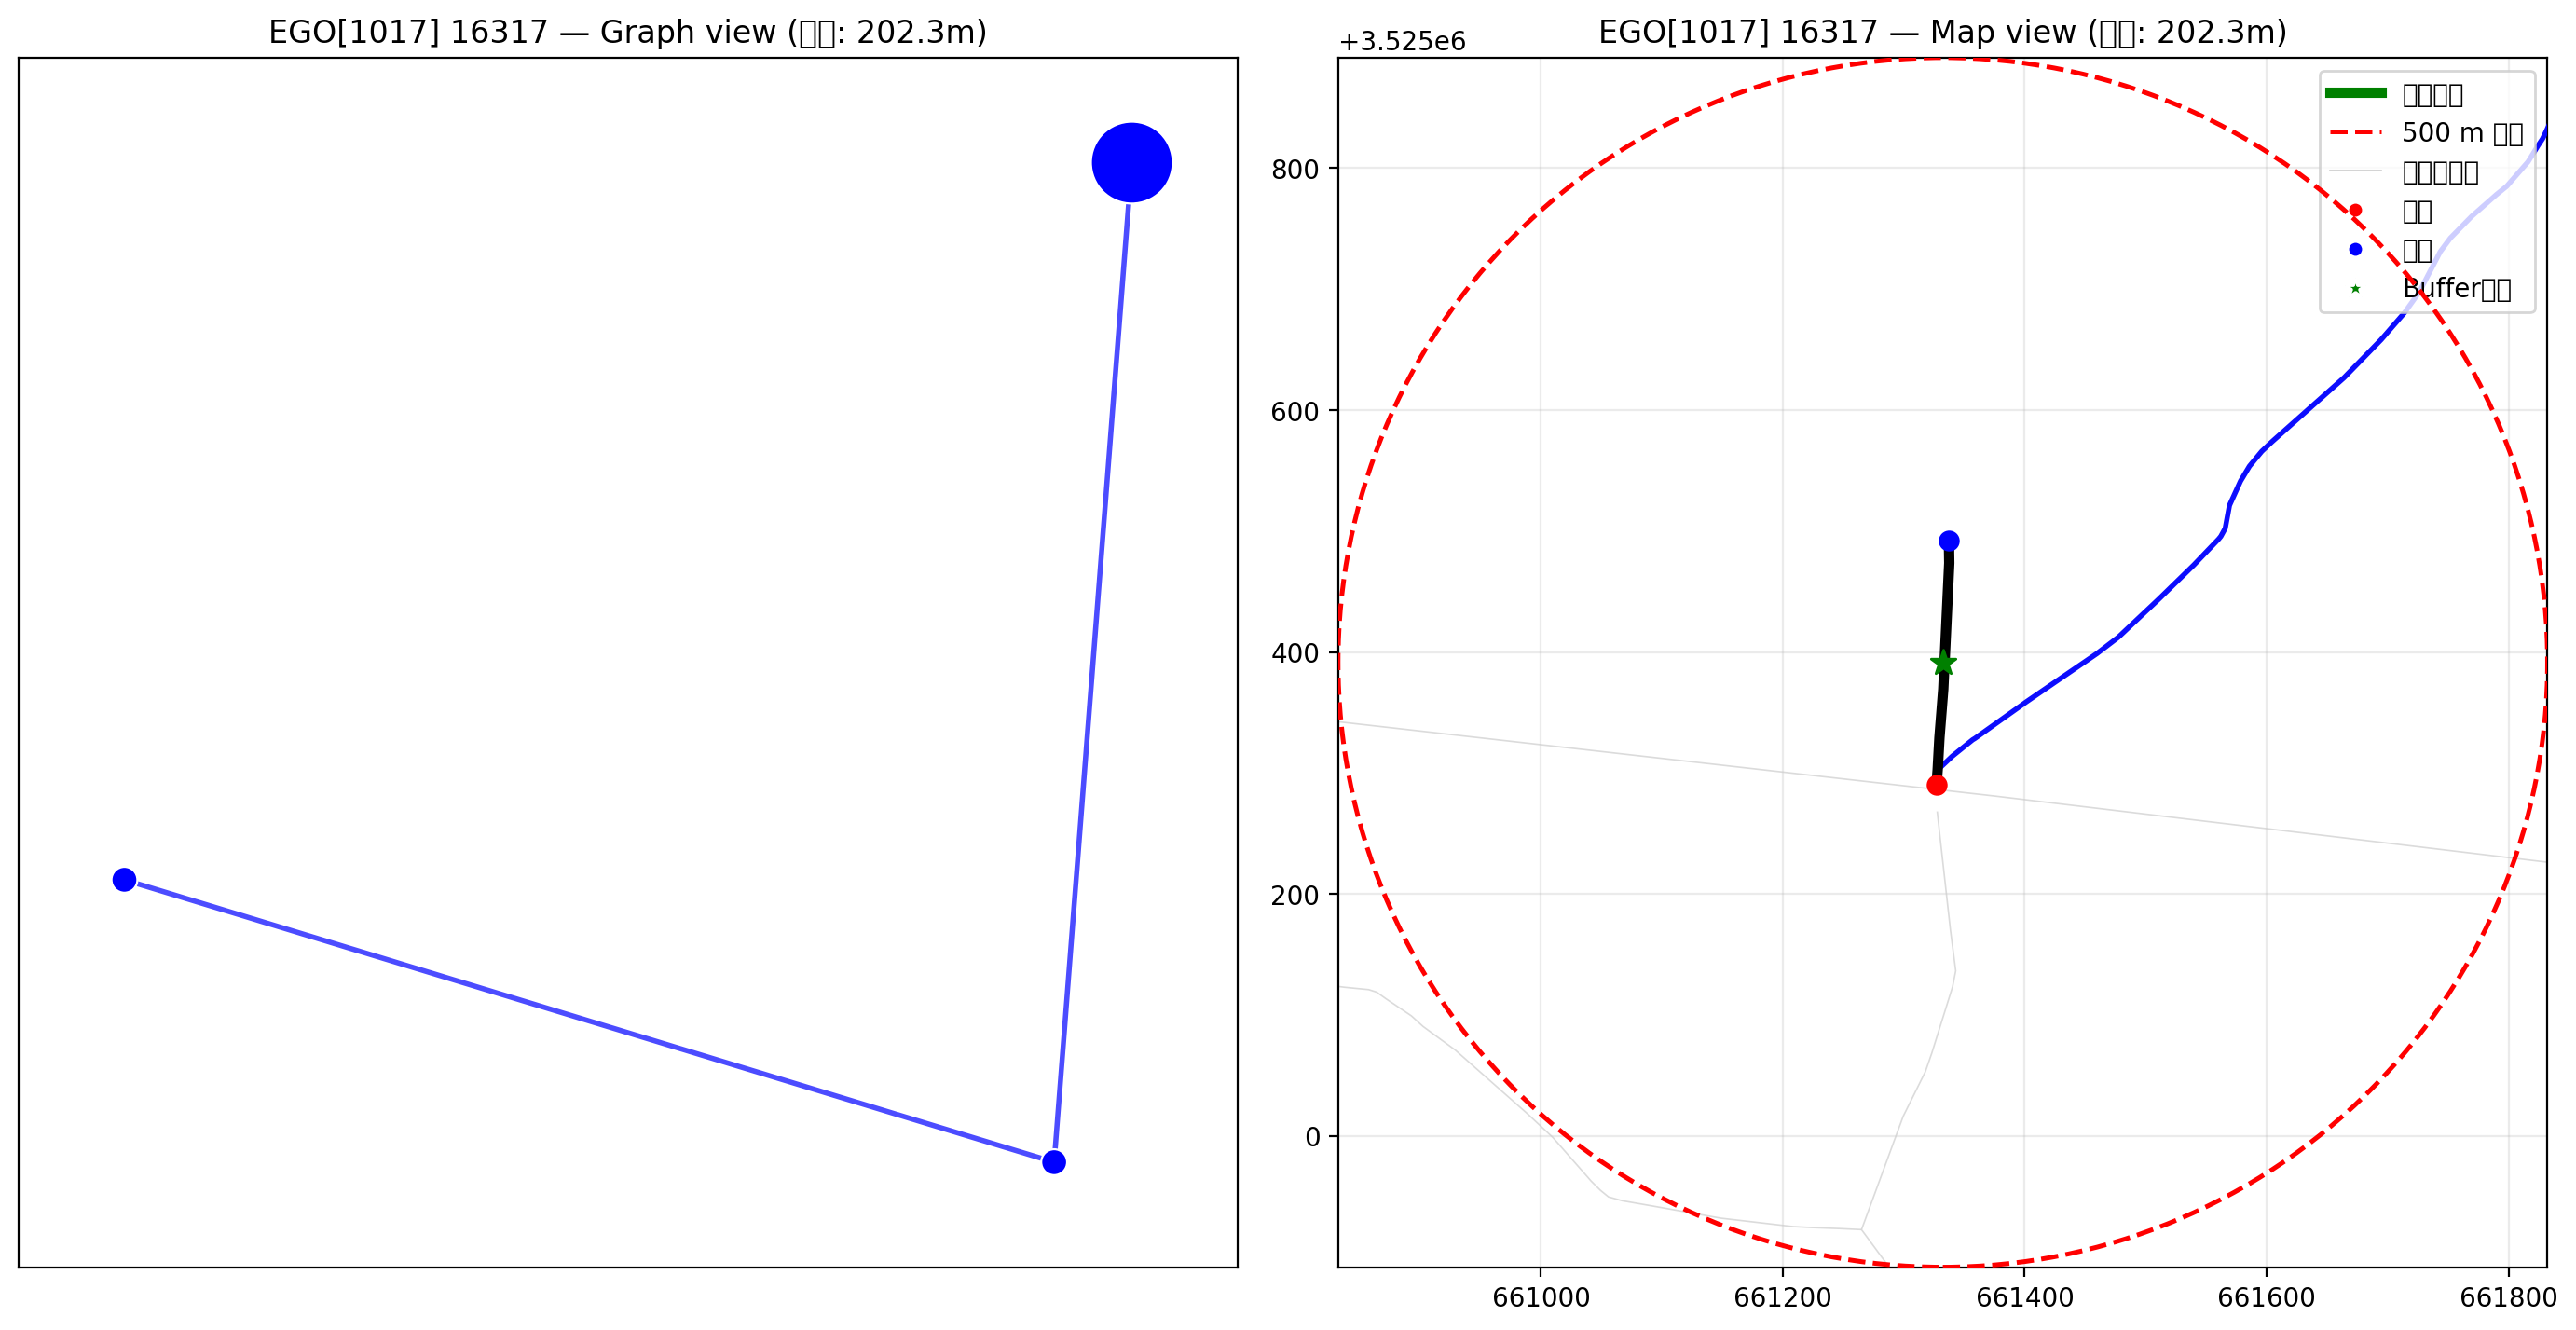 EGO[1017] 16317 — Graph view (: 202.3m)
EGO[1017] 16317 — Map view (: 202.3m)
+3.525e6
500 m
Buffer
800
600
400
200
0
661000
661200
661400
661600
661800